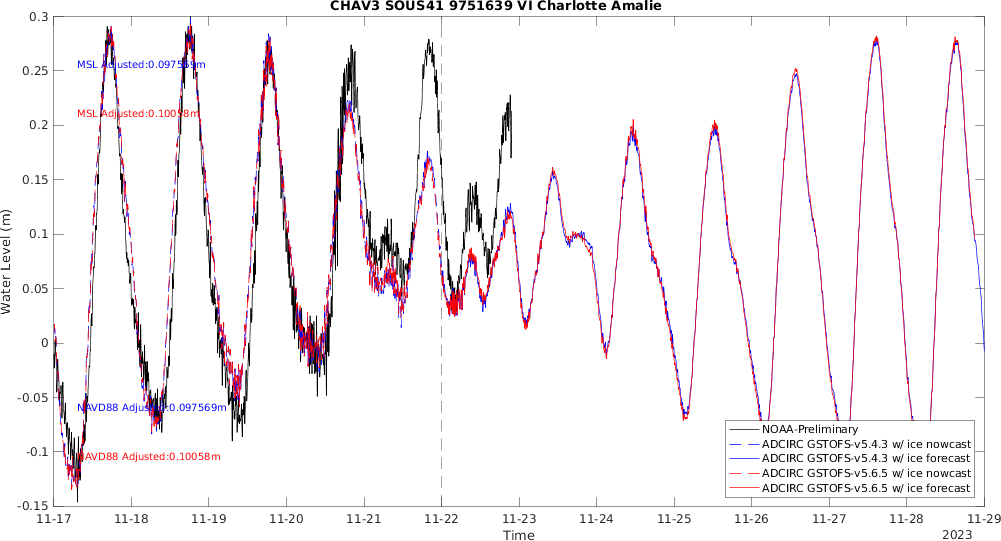 CHAV3 SOUS41 9751639 VI Charlotte Amalie
0.3
0.25
0.2
0.15
0.1
0.05
0
-0.05
-0.1
-0.15
Water Level (m)
MSL Adjusted:0.097569m
MSL Adjusted:0.10058m
NAVD88 Adjusted:0.097569m
NAVD88 Adjusted:0.10058m
NOAA-Preliminary
ADCIRC GSTOFS-v5.4.3 w/ ice nowcast
ADCIRC GSTOFS-v5.4.3 w/ ice forecast
ADCIRC GSTOFS-v5.6.5 w/ ice nowcast
ADCIRC GSTOFS-v5.6.5 w/ ice forecast
11-17 11-18 11-19 11-20 11-21 11-22 11-23 11-24 11-25 11-26 11-27 11-28 11-29
Time
2023